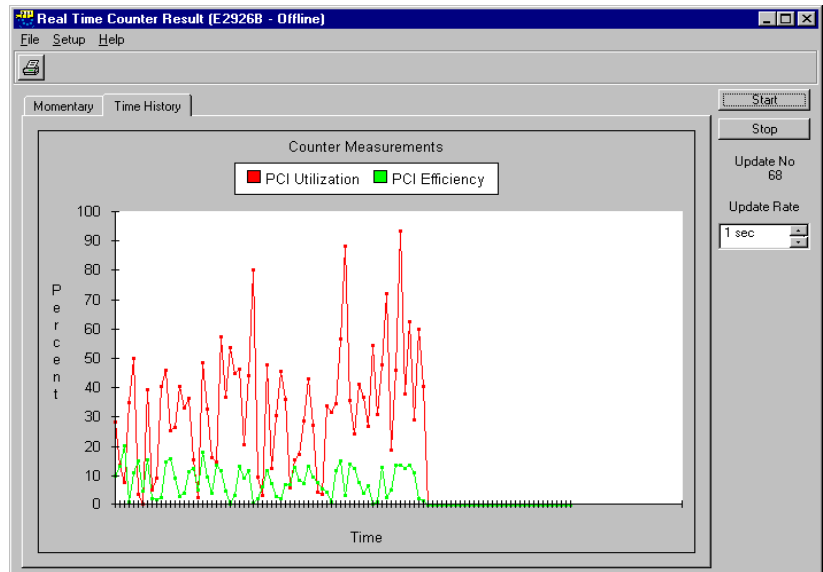 Real Time Counter Result (E2926B - Offline)
File Setup Help
Momentary Time History
Start
Stop
Update No
68
Update Rate
1 sec
Counter Measurements
PCI Utilization PCI Efficiency
100
90
80
70
60
50
40
30
20
10
0
Percent
Time